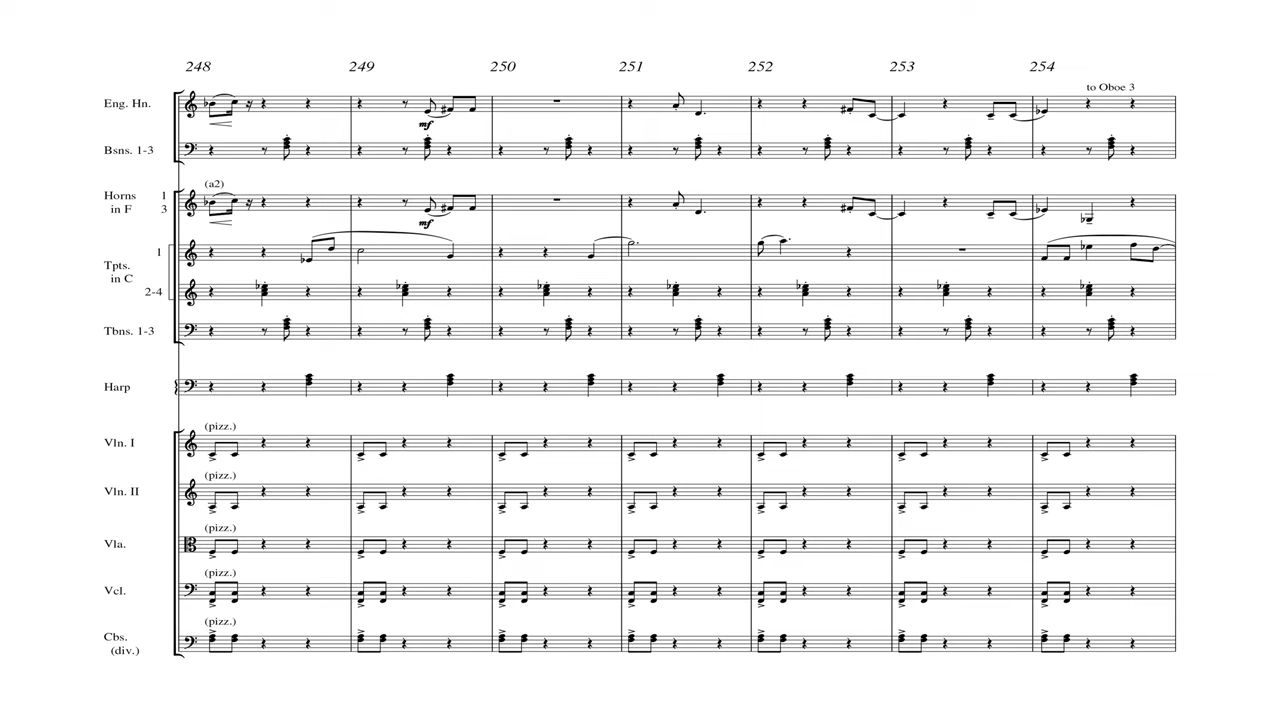 248 249 250 251 252 253 254
to Oboe 3
Eng. Hn.
mf
Bsns. 1-3
(a2)
Horns 1
in F 3
mf
1
Tpts.
in C
2-4
Tbns. 1-3
Harp
(pizz.)
Vln. I
(pizz.)
Vln. II
(pizz.)
Vla.
(pizz.)
Vcl.
(pizz.)
Cbs.
(div.)